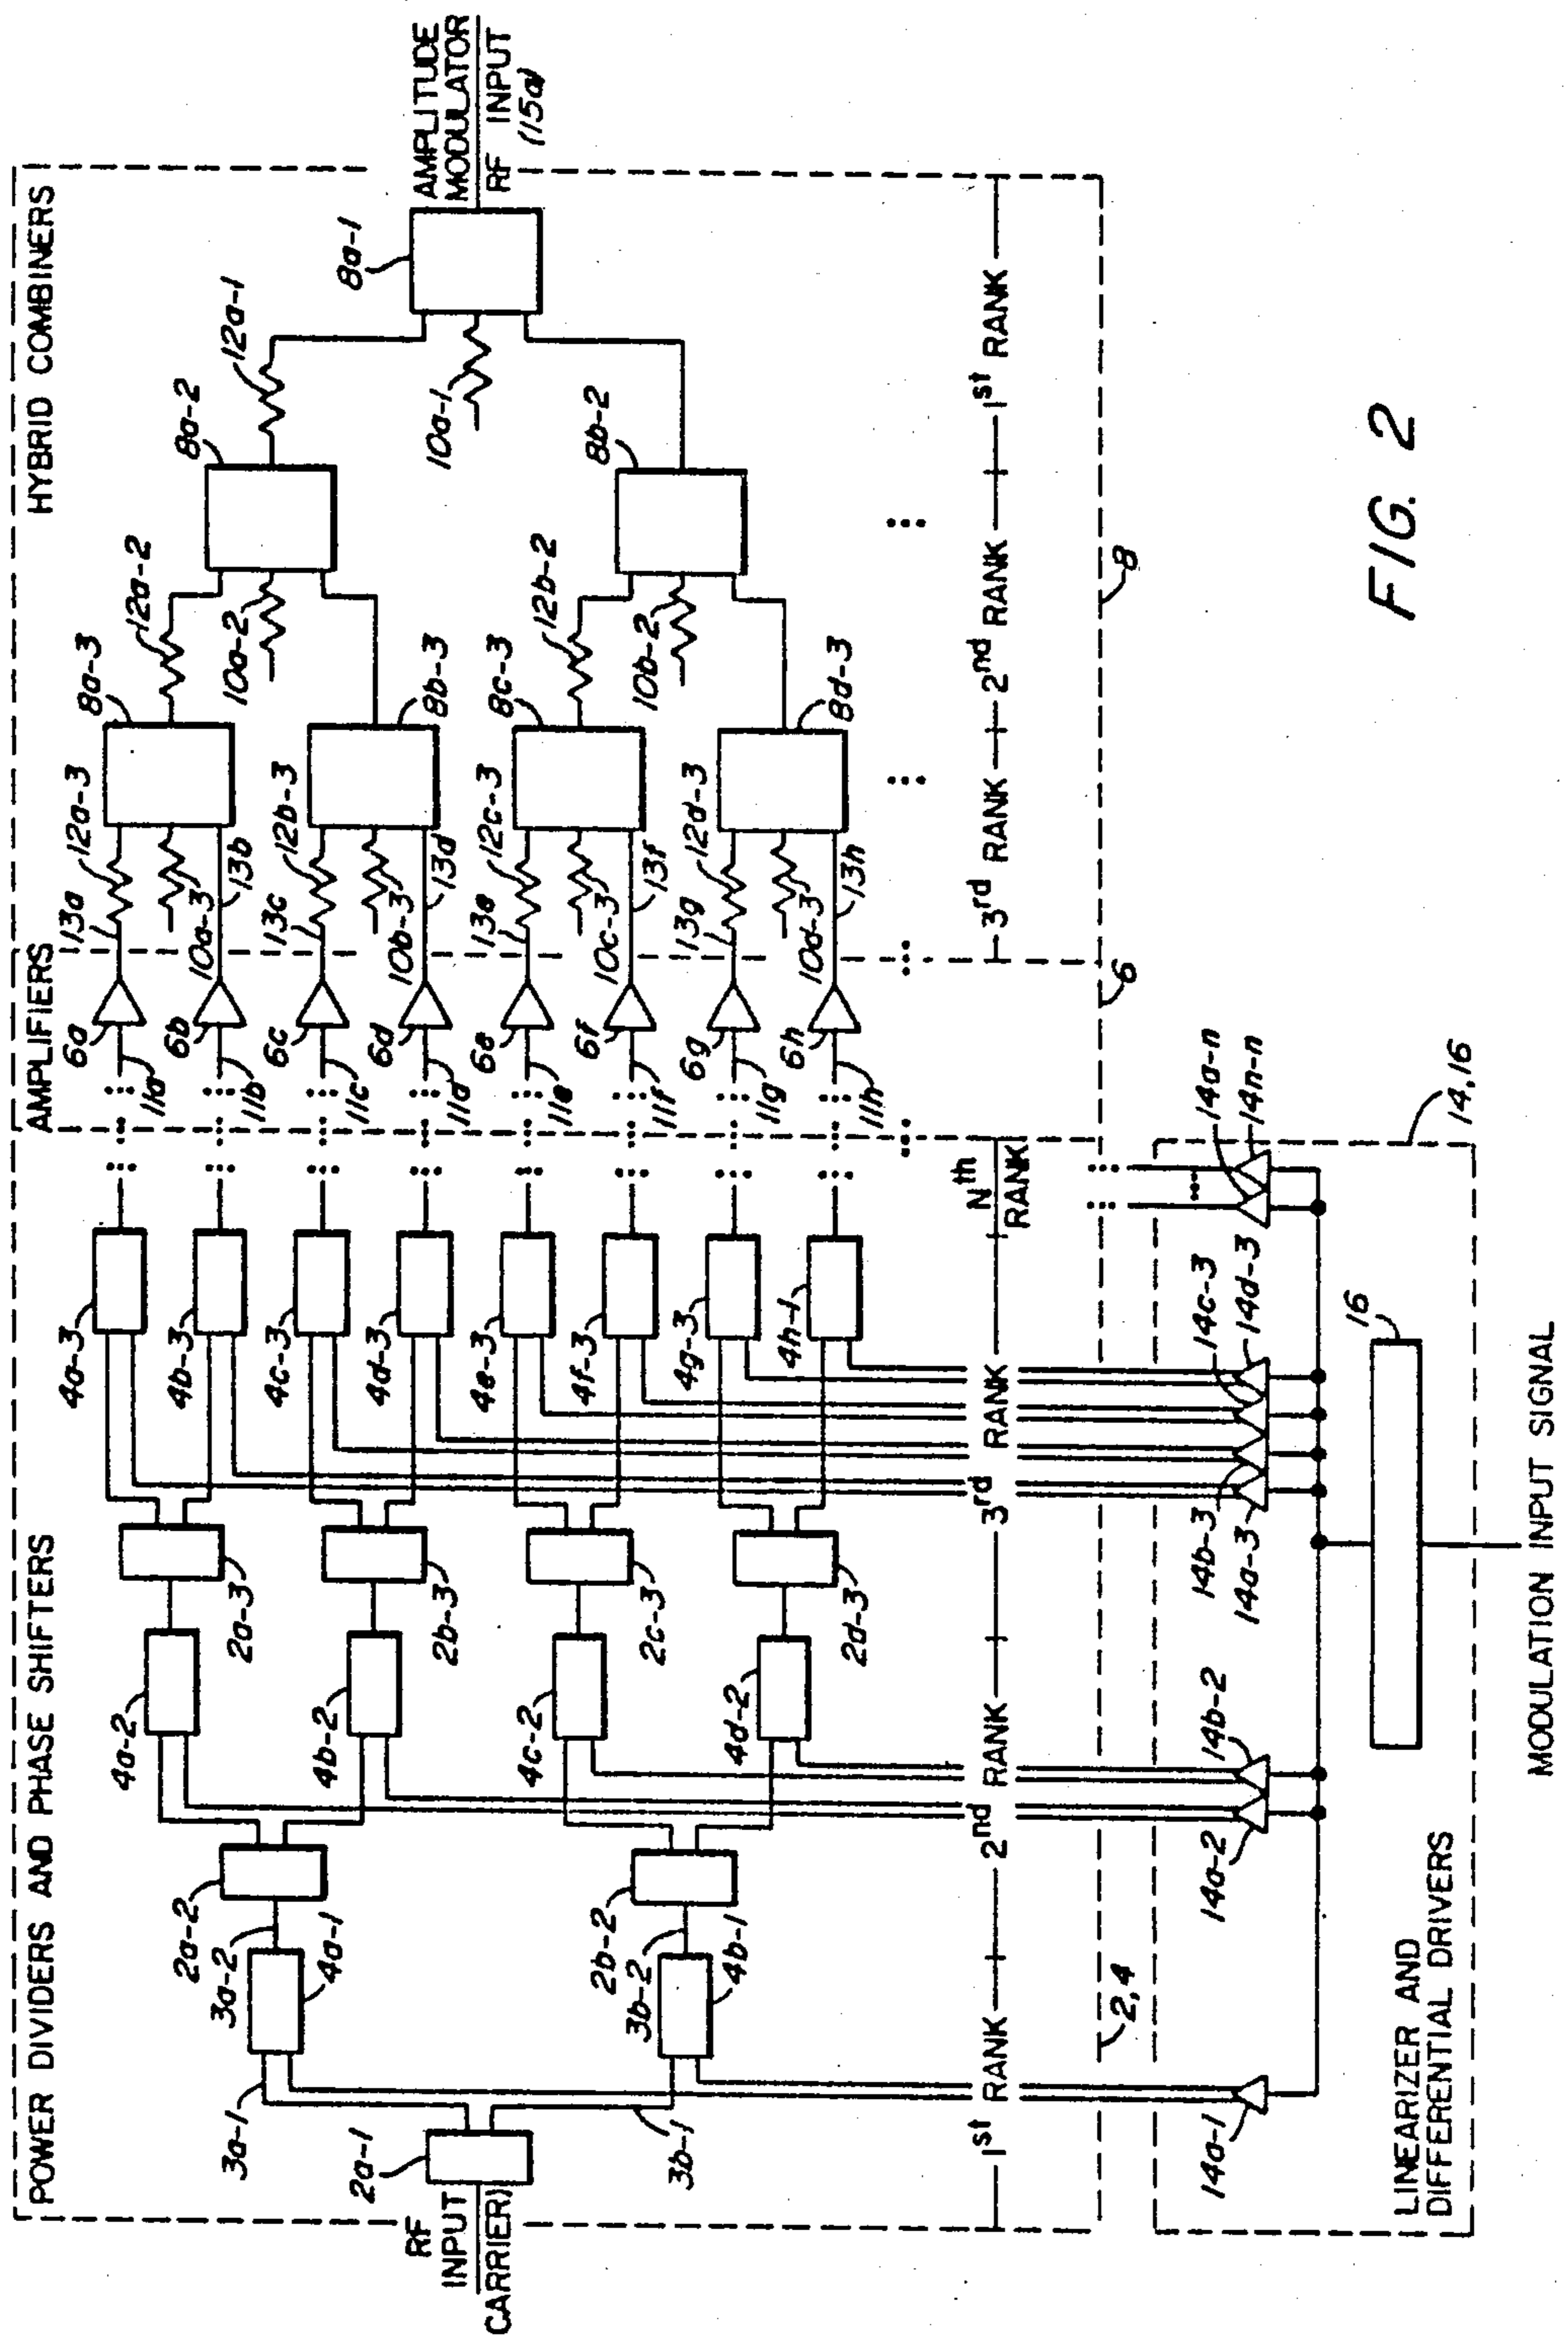 POWER DIVIDERS AND PHASE SHIFTERS
AMPLIFIERS
HYBRID COMBINERS
RF
INPUT
CARRIER)
2a-1
3a-1
3b-1
3a-2
4a-1
2a-2
3b-2
4b-1
2b-2
4a-2
4b-2
4c-2
4d-2
2a-3
2b-3
2c-3
2d-3
4a-3
4b-3
4c-3
4d-3
4e-3
4f-3
4g-3
4h-1
11a
11b
11c
11d
11e
11f
11g
11h
6a
6b
6c
6d
6e
6f
6g
6h
13a
13b
13c
13d
13e
13f
13g
13h
12a-3
12b-3
12c-3
12d-3
10a-3
10b-3
10c-3
10d-3
8a-3
8b-3
8c-3
8d-3
12a-2
12b-2
10a-2
10b-2
8a-2
8b-2
12a-1
10a-1
8a-1
AMPLITUDE
MODULATOR
RF INPUT
(15a)
1st RANK
2nd RANK
3rd RANK
Nth
RANK
3rd RANK
2nd RANK
1st RANK
2,4
6
8
14a-1
14a-2
14b-2
14a-3
14b-3
14c-3
14d-3
14a-n
14n-n
14,16
16
LINEARIZER AND
DIFFERENTIAL DRIVERS
MODULATION INPUT SIGNAL
FIG. 2